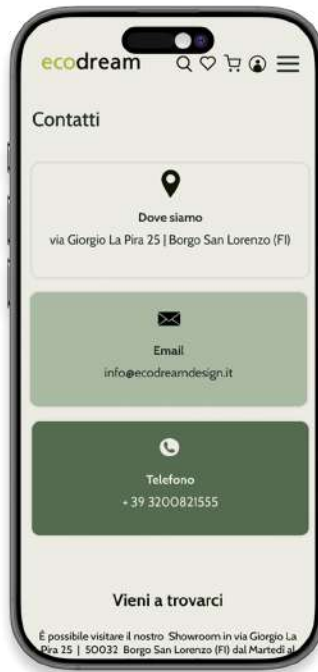 ecodream
Contatti
Dove siamo
via Giorgio La Pira 25 | Borgo San Lorenzo (FI)
Email
info@ecodreamdesign.it
Telefono
+ 39 3200821555
Vieni a trovarci
È possibile visitare il nostro Showroom in via Giorgio La
Pira 25 | 50032 Borgo San Lorenzo (FI) dal Martedì al